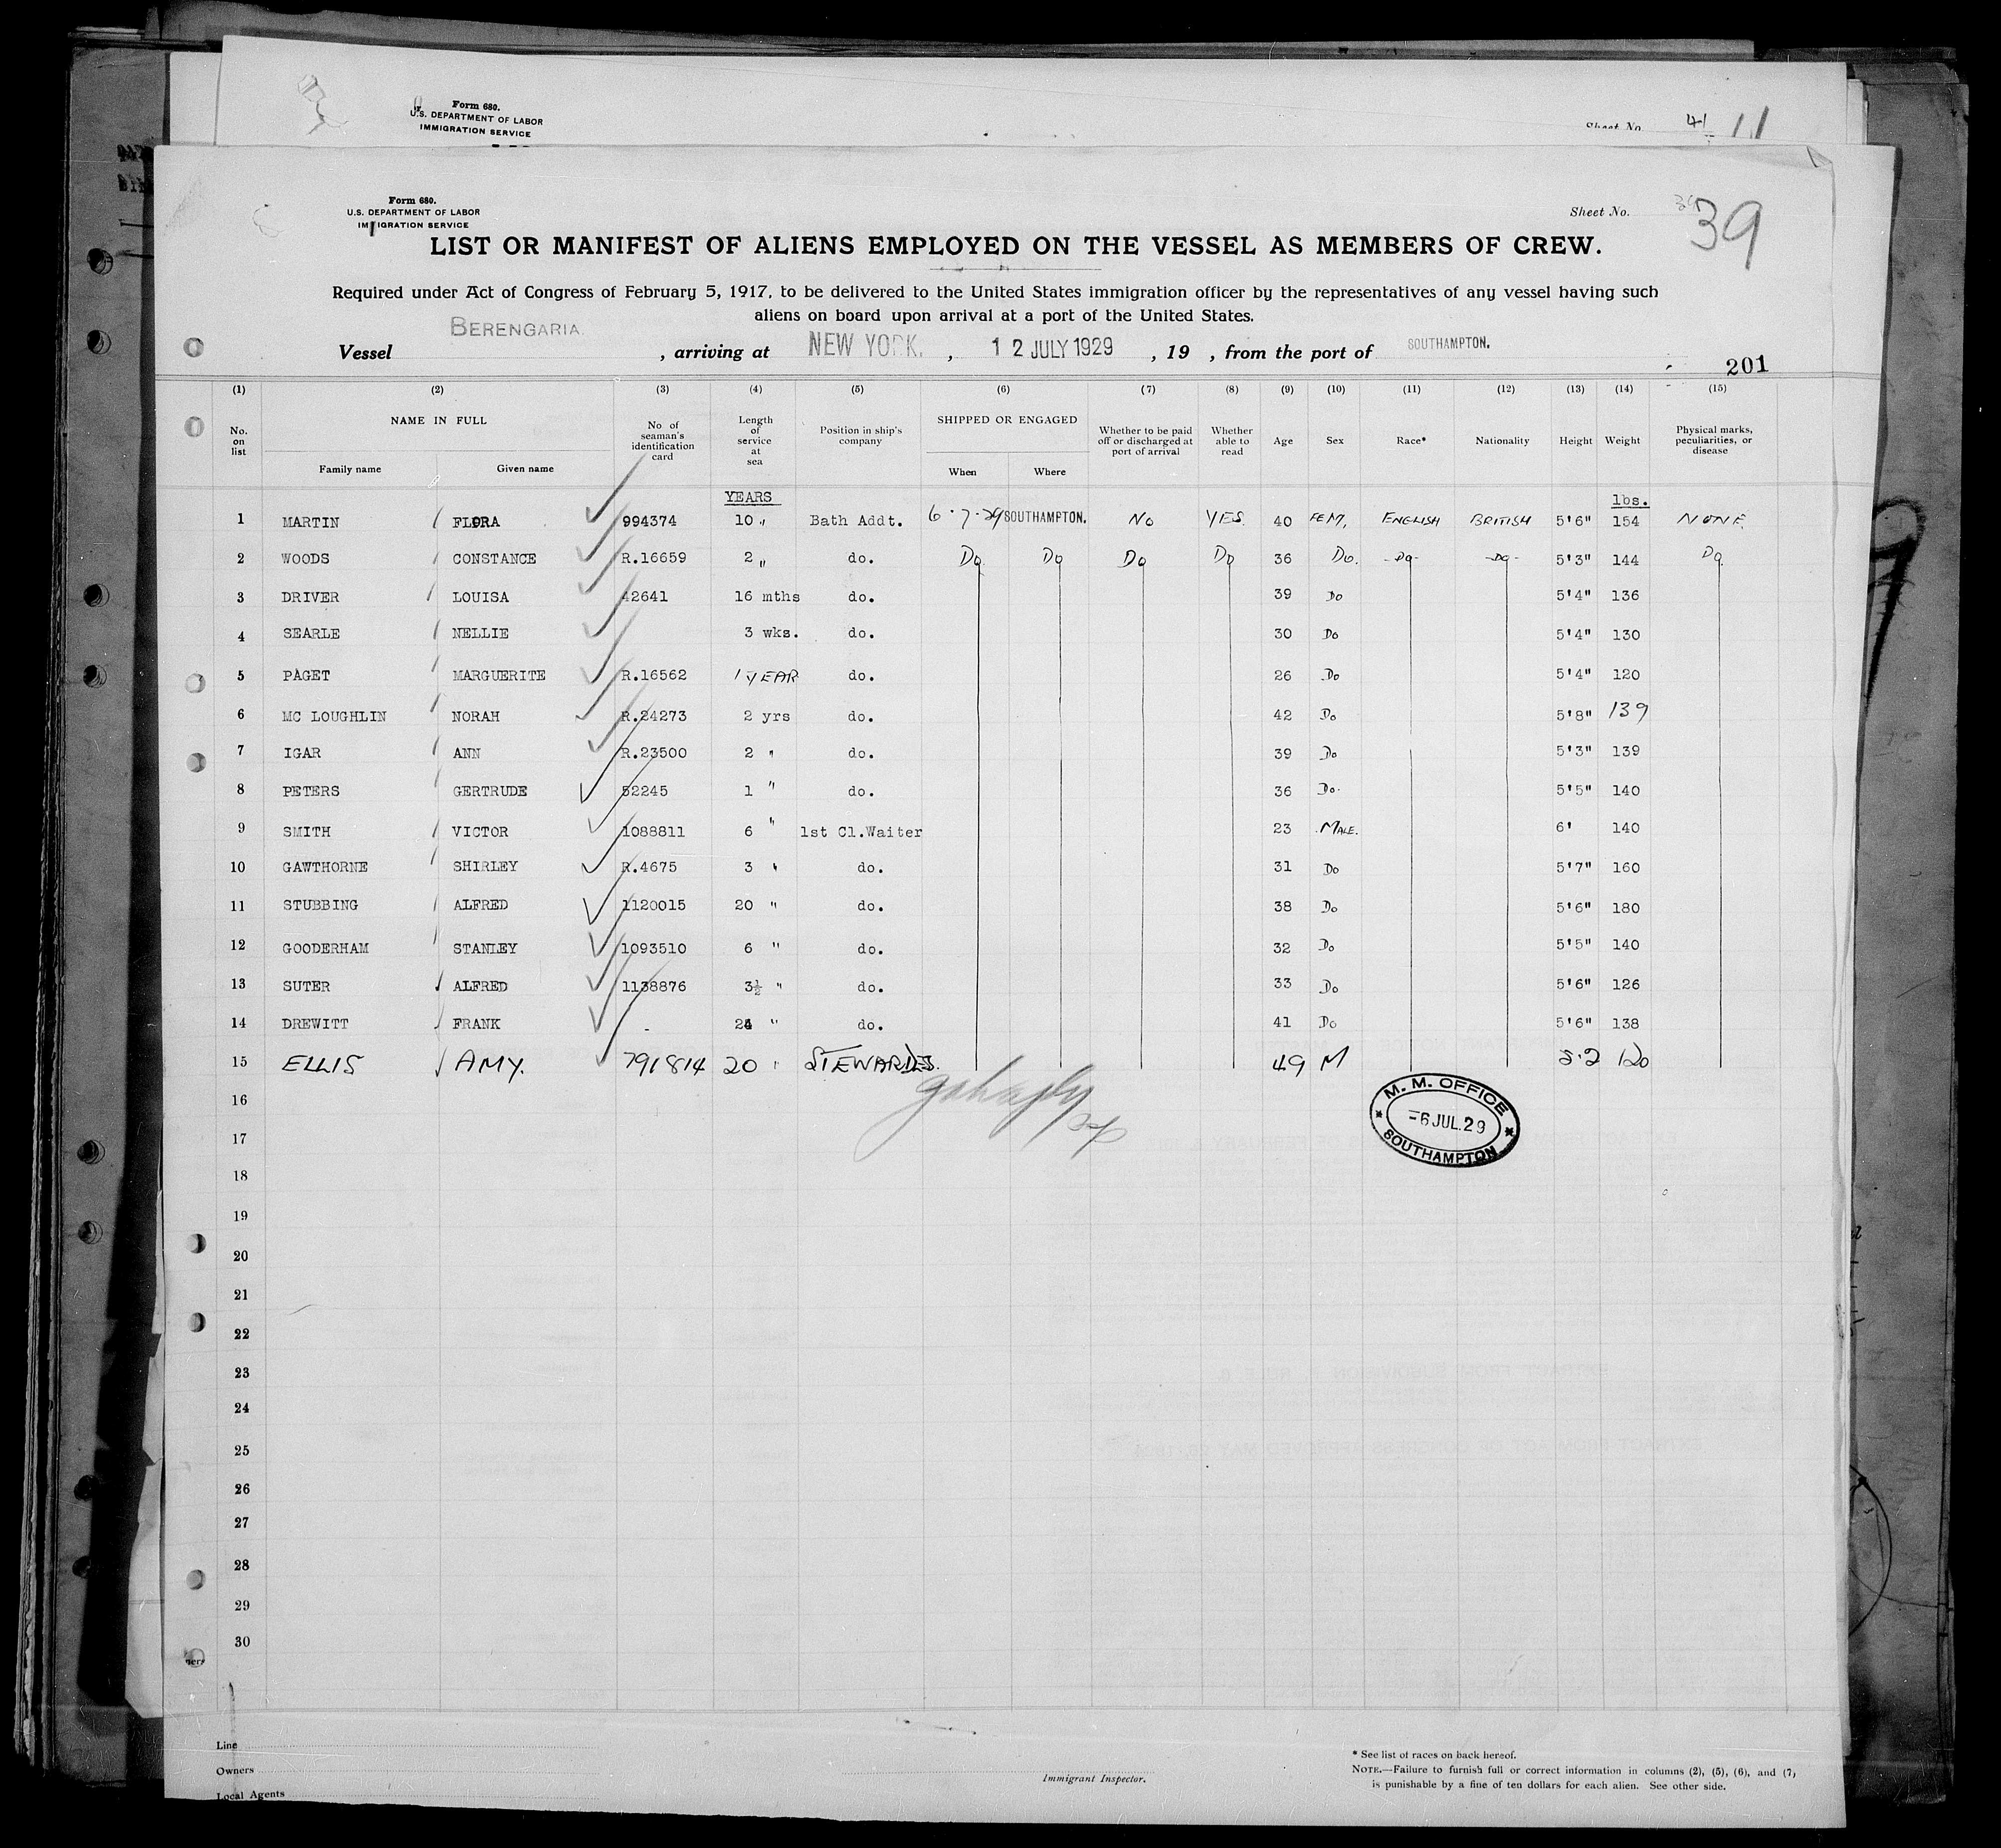 Form 680.
U.S. DEPARTMENT OF LABOR
IMMIGRATION SERVICE
Sheet No. 41 11
Form 680.
U.S. DEPARTMENT OF LABOR
IMMIGRATION SERVICE
Sheet No. 39
LIST OR MANIFEST OF ALIENS EMPLOYED ON THE VESSEL AS MEMBERS OF CREW.
Required under Act of Congress of February 5, 1917, to be delivered to the United States immigration officer by the representatives of any vessel having such
aliens on board upon arrival at a port of the United States.
Vessel BERENGARIA. , arriving at NEW YORK. , 12 JULY 1929 , 19 , from the port of SOUTHAMPTON.
201
(1) (2) (3) (4) (5) (6) (7) (8) (9) (10) (11) (12) (13) (14) (15)
No. on list NAME IN FULL Family name Given name No of seaman's identification card Length of service at sea Position in ship's company SHIPPED OR ENGAGED When Where Whether to be paid off or discharged at port of arrival Whether able to read Age Sex Race* Nationality Height Weight Physical marks, peculiarities, or disease
YEARS lbs.
1 MARTIN FLORA 994374 10 " Bath Addt. 6.7.29 SOUTHAMPTON. No YES. 40 FEM, ENGLISH BRITISH 5'6" 154 NONE.
2 WOODS CONSTANCE R.16659 2 " do. Do Do Do Do 36 Do. -Do- -Do- 5'3" 144 Do
3 DRIVER LOUISA 42641 16 mths do. 39 Do 5'4" 136
4 SEARLE NELLIE 3 wks. do. 30 Do 5'4" 130
5 PAGET MARGUERITE R.16562 1 YEAR do. 26 Do 5'4" 120
6 MC LOUGHLIN NORAH R.24273 2 yrs do. 42 Do 5'8" 139
7 IGAR ANN R.23500 2 " do. 39 Do 5'3" 139
8 PETERS GERTRUDE 52245 1 " do. 36 Do. 5'5" 140
9 SMITH VICTOR 1088811 6 " 1st Cl.Waiter 23 MALE. 6' 140
10 GAWTHORNE SHIRLEY R.4675 3 " do. 31 Do 5'7" 160
11 STUBBING ALFRED 1120015 20 " do. 38 Do 5'6" 180
12 GOODERHAM STANLEY 1093510 6 " do. 32 Do 5'5" 140
13 SUTER ALFRED 1138876 3½ " do. 33 Do 5'6" 126
14 DREWITT FRANK - 24 " do. 41 Do 5'6" 138
15 ELLIS AMY. 791814 20 " STEWARDES. 49 M 5.2 120
16
M. M. OFFICE
-6 JUL.29
SOUTHAMPTON
17
18
19
20
21
22
23
24
25
26
27
28
29
30
Line
Owners
Local Agents
Immigrant Inspector.
* See list of races on back hereof.
NOTE.—Failure to furnish full or correct information in columns (2), (5), (6), and (7,
is punishable by a fine of ten dollars for each alien. See other side.